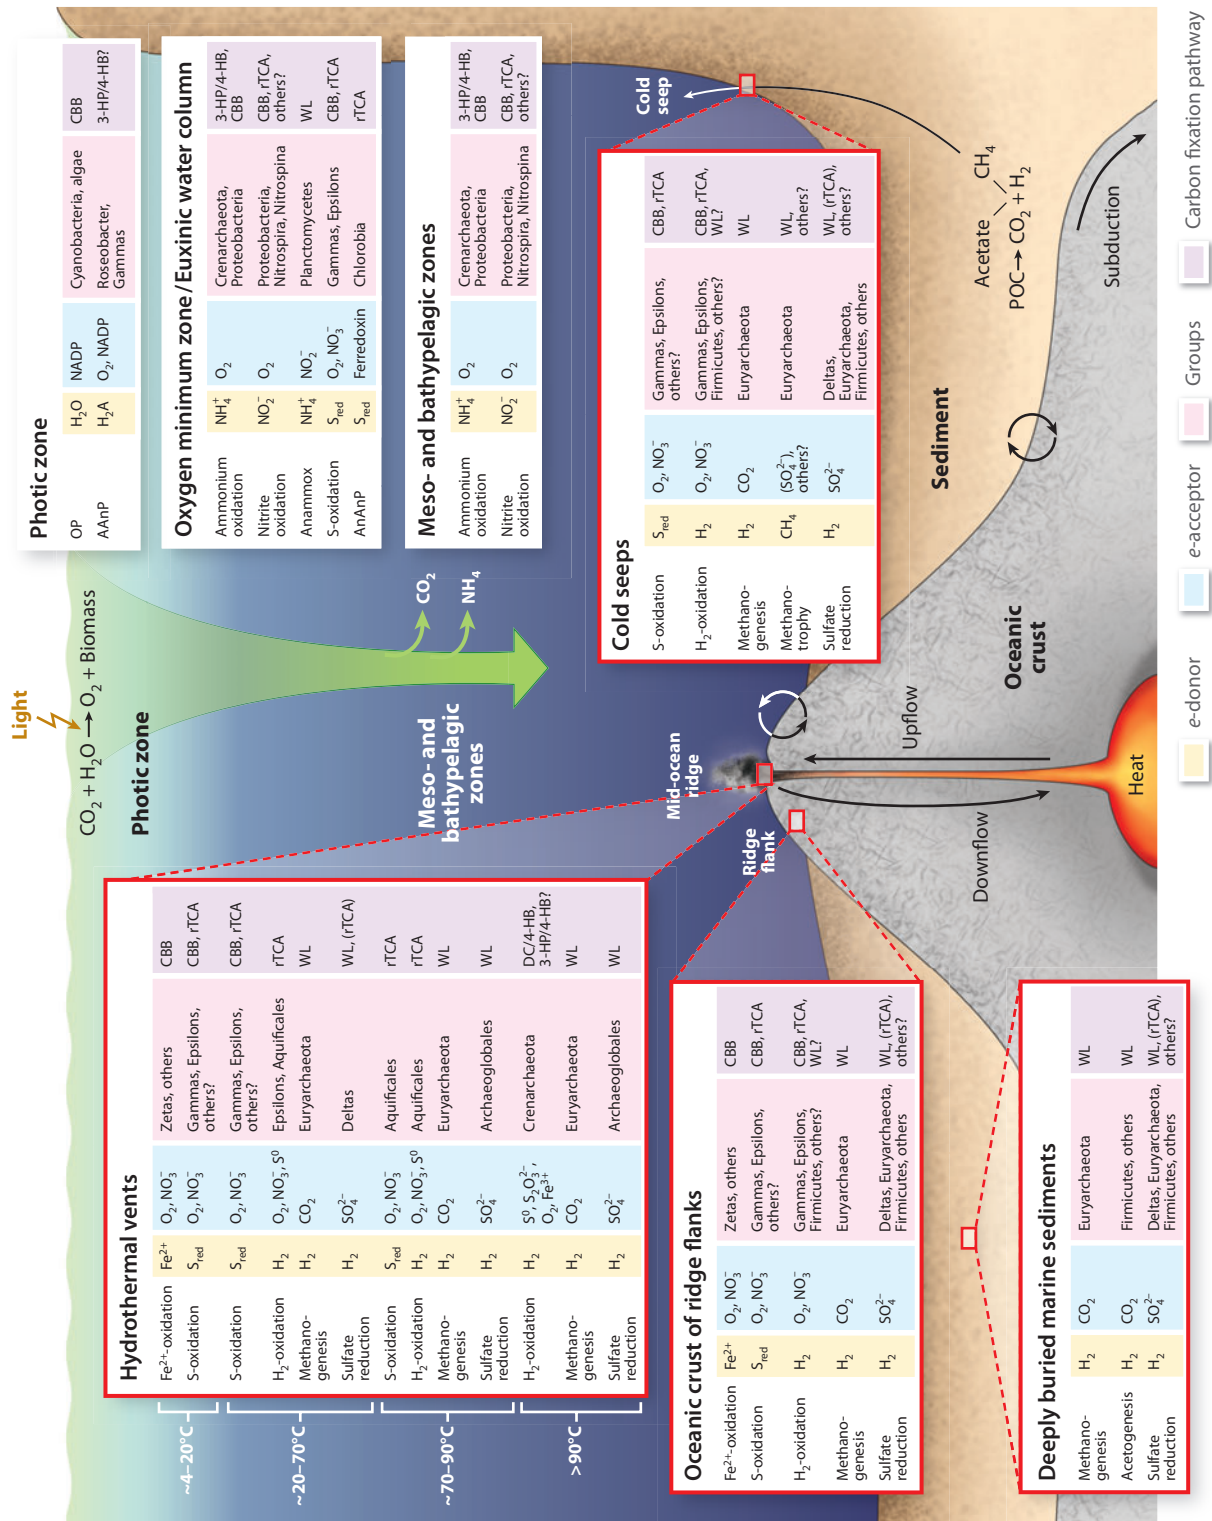 Light
CO2 + H2O → O2 + Biomass
Photic zone
Meso- and
bathypelagic
zones
CO2
NH4
Photic zone
OP H2O NADP Cyanobacteria, algae CBB
AAnP H2A O2, NADP Roseobacter, 3-HP/4-HB?
Gammas
Oxygen minimum zone/Euxinic water column
Ammonium NH4+ O2 Crenarchaeota, 3-HP/4-HB,
oxidation Proteobacteria CBB
Nitrite NO2− O2 Proteobacteria, CBB, rTCA,
oxidation Nitrospira, Nitrospina others?
Anammox NH4+ NO2− Planctomycetes WL
S-oxidation Sred O2, NO3− Gammas, Epsilons CBB, rTCA
AnAnP Sred Ferredoxin Chlorobia rTCA
Meso- and bathypelagic zones
Ammonium NH4+ O2 Crenarchaeota, 3-HP/4-HB,
oxidation Proteobacteria CBB
Nitrite NO2− O2 Proteobacteria, CBB, rTCA,
oxidation Nitrospira, Nitrospina others?
Hydrothermal vents
~4–20°C
Fe2+-oxidation Fe2+ O2, NO3− Zetas, others CBB
S-oxidation Sred O2, NO3− Gammas, Epsilons, CBB, rTCA
others?
~20–70°C
S-oxidation Sred O2, NO3− Gammas, Epsilons, CBB, rTCA
others?
H2-oxidation H2 O2, NO3−, S0 Epsilons, Aquificales rTCA
Methano- H2 CO2 Euryarchaeota WL
genesis
Sulfate H2 SO42− Deltas WL, (rTCA)
reduction
~70–90°C
S-oxidation Sred O2, NO3− Aquificales rTCA
H2-oxidation H2 O2, NO3−, S0 Aquificales rTCA
Methano- H2 CO2 Euryarchaeota WL
genesis
Sulfate H2 SO42− Archaeoglobales WL
reduction
>90°C
H2-oxidation H2 S0, S2O32−, Crenarchaeota DC/4-HB,
O2, Fe3+ 3-HP/4-HB?
Methano- H2 CO2 Euryarchaeota WL
genesis
Sulfate H2 SO42− Archaeoglobales WL
reduction
Cold seeps
S-oxidation Sred O2, NO3− Gammas, Epsilons, CBB, rTCA
others?
H2-oxidation H2 O2, NO3− Gammas, Epsilons, CBB, rTCA,
Firmicutes, others? WL?
Methano- H2 CO2 Euryarchaeota WL
genesis
Methano- CH4 (SO42−), Euryarchaeota WL,
trophy others? others?
Sulfate H2 SO42− Deltas, WL, (rTCA),
reduction Euryarchaeota, others?
Firmicutes, others
Cold
seep
Mid-ocean
ridge
Ridge
flank
Oceanic crust of ridge flanks
Fe2+-oxidation Fe2+ O2, NO3− Zetas, others CBB
S-oxidation Sred O2, NO3− Gammas, Epsilons, CBB, rTCA
others?
H2-oxidation H2 O2, NO3− Gammas, Epsilons, CBB, rTCA,
Firmicutes, others? WL?
Methano- H2 CO2 Euryarchaeota WL
genesis
Sulfate H2 SO42− Deltas, Euryarchaeota, WL, (rTCA),
reduction Firmicutes, others others?
Deeply buried marine sediments
Methano- H2 CO2 Euryarchaeota WL
genesis
Acetogenesis H2 CO2 Firmicutes, others WL
Sulfate H2 SO42− Deltas, Euryarchaeota, WL, (rTCA),
reduction Firmicutes, others others?
Downflow
Upflow
Heat
Oceanic
crust
Sediment
Acetate CH4
POC → CO2 + H2
Subduction
e-donor
e-acceptor
Groups
Carbon fixation pathway